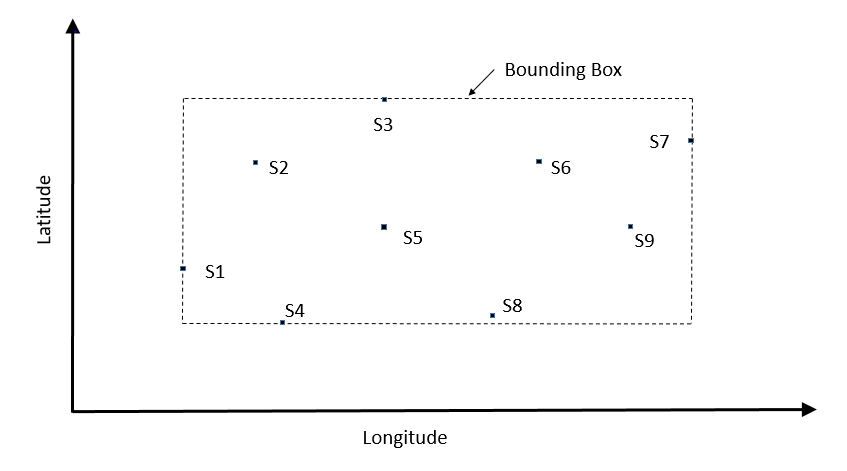 Bounding Box
S3
S7
S2
S6
S5
S9
S1
S4
S8
Latitude
Longitude